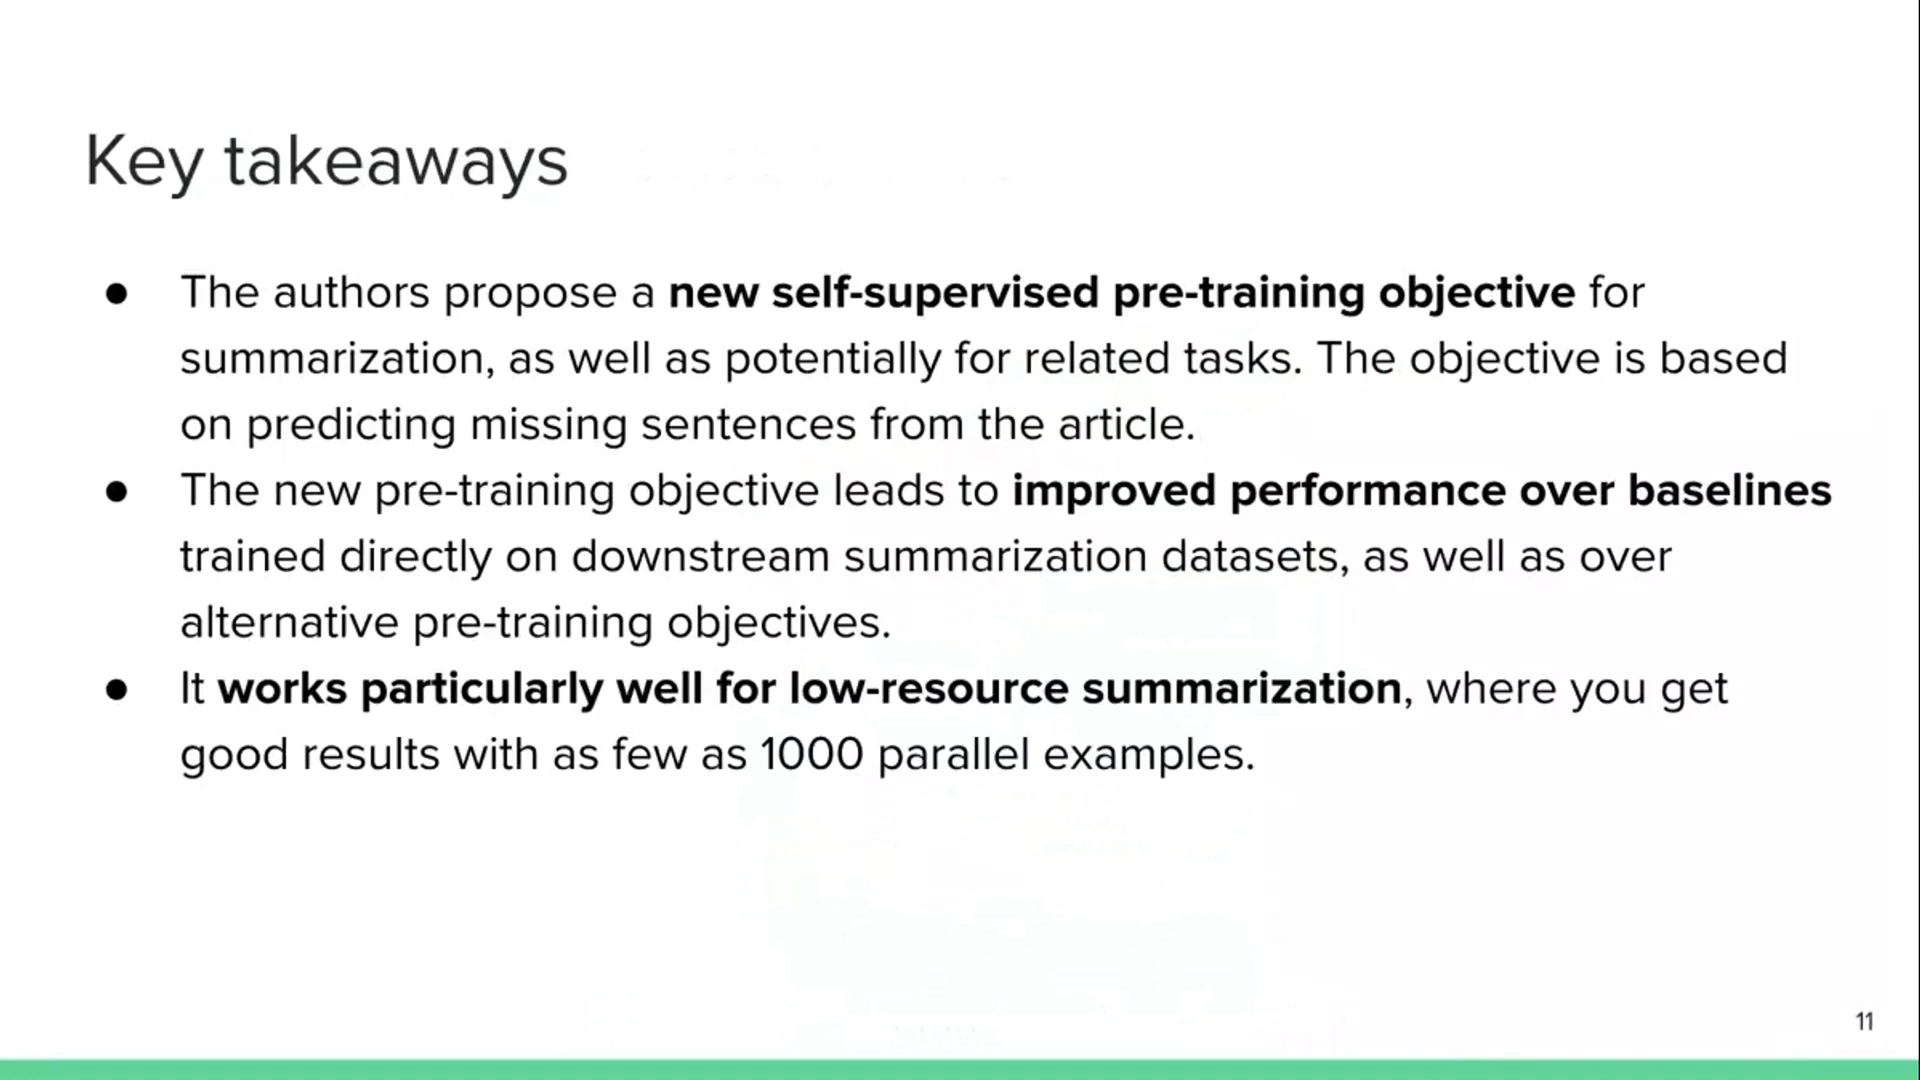 Key takeaways
● The authors propose a new self-supervised pre-training objective for
summarization, as well as potentially for related tasks. The objective is based
on predicting missing sentences from the article.
● The new pre-training objective leads to improved performance over baselines
trained directly on downstream summarization datasets, as well as over
alternative pre-training objectives.
● It works particularly well for low-resource summarization, where you get
good results with as few as 1000 parallel examples.
11